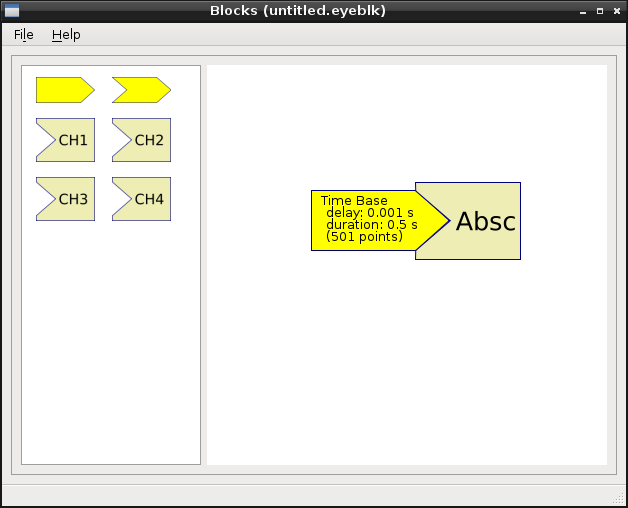 Blocks (untitled.eyeblk)
File Help
CH1 CH2
CH3 CH4
Time Base
delay: 0.001 s
duration: 0.5 s
(501 points)
Absc